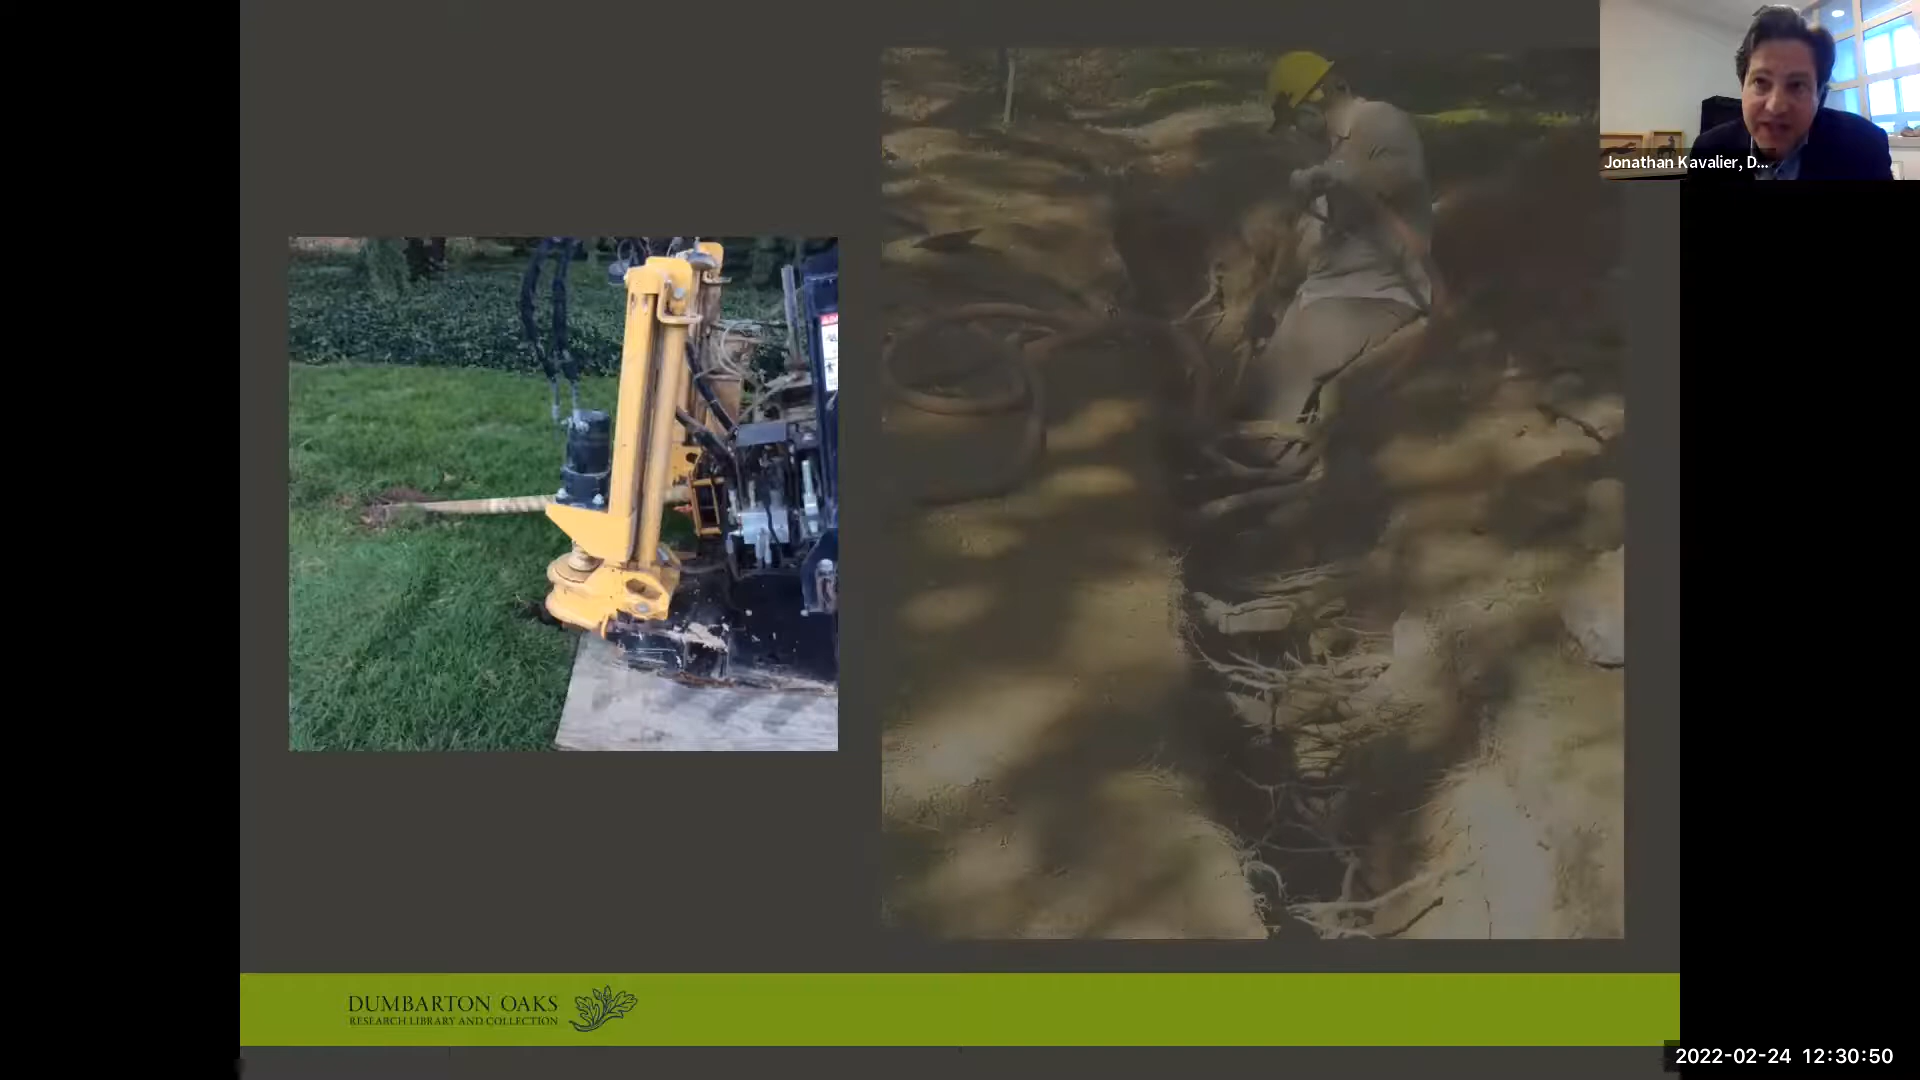 Jonathan Kavalier, D...
DUMBARTON OAKS
RESEARCH LIBRARY AND COLLECTION
2022-02-24 12:30:50